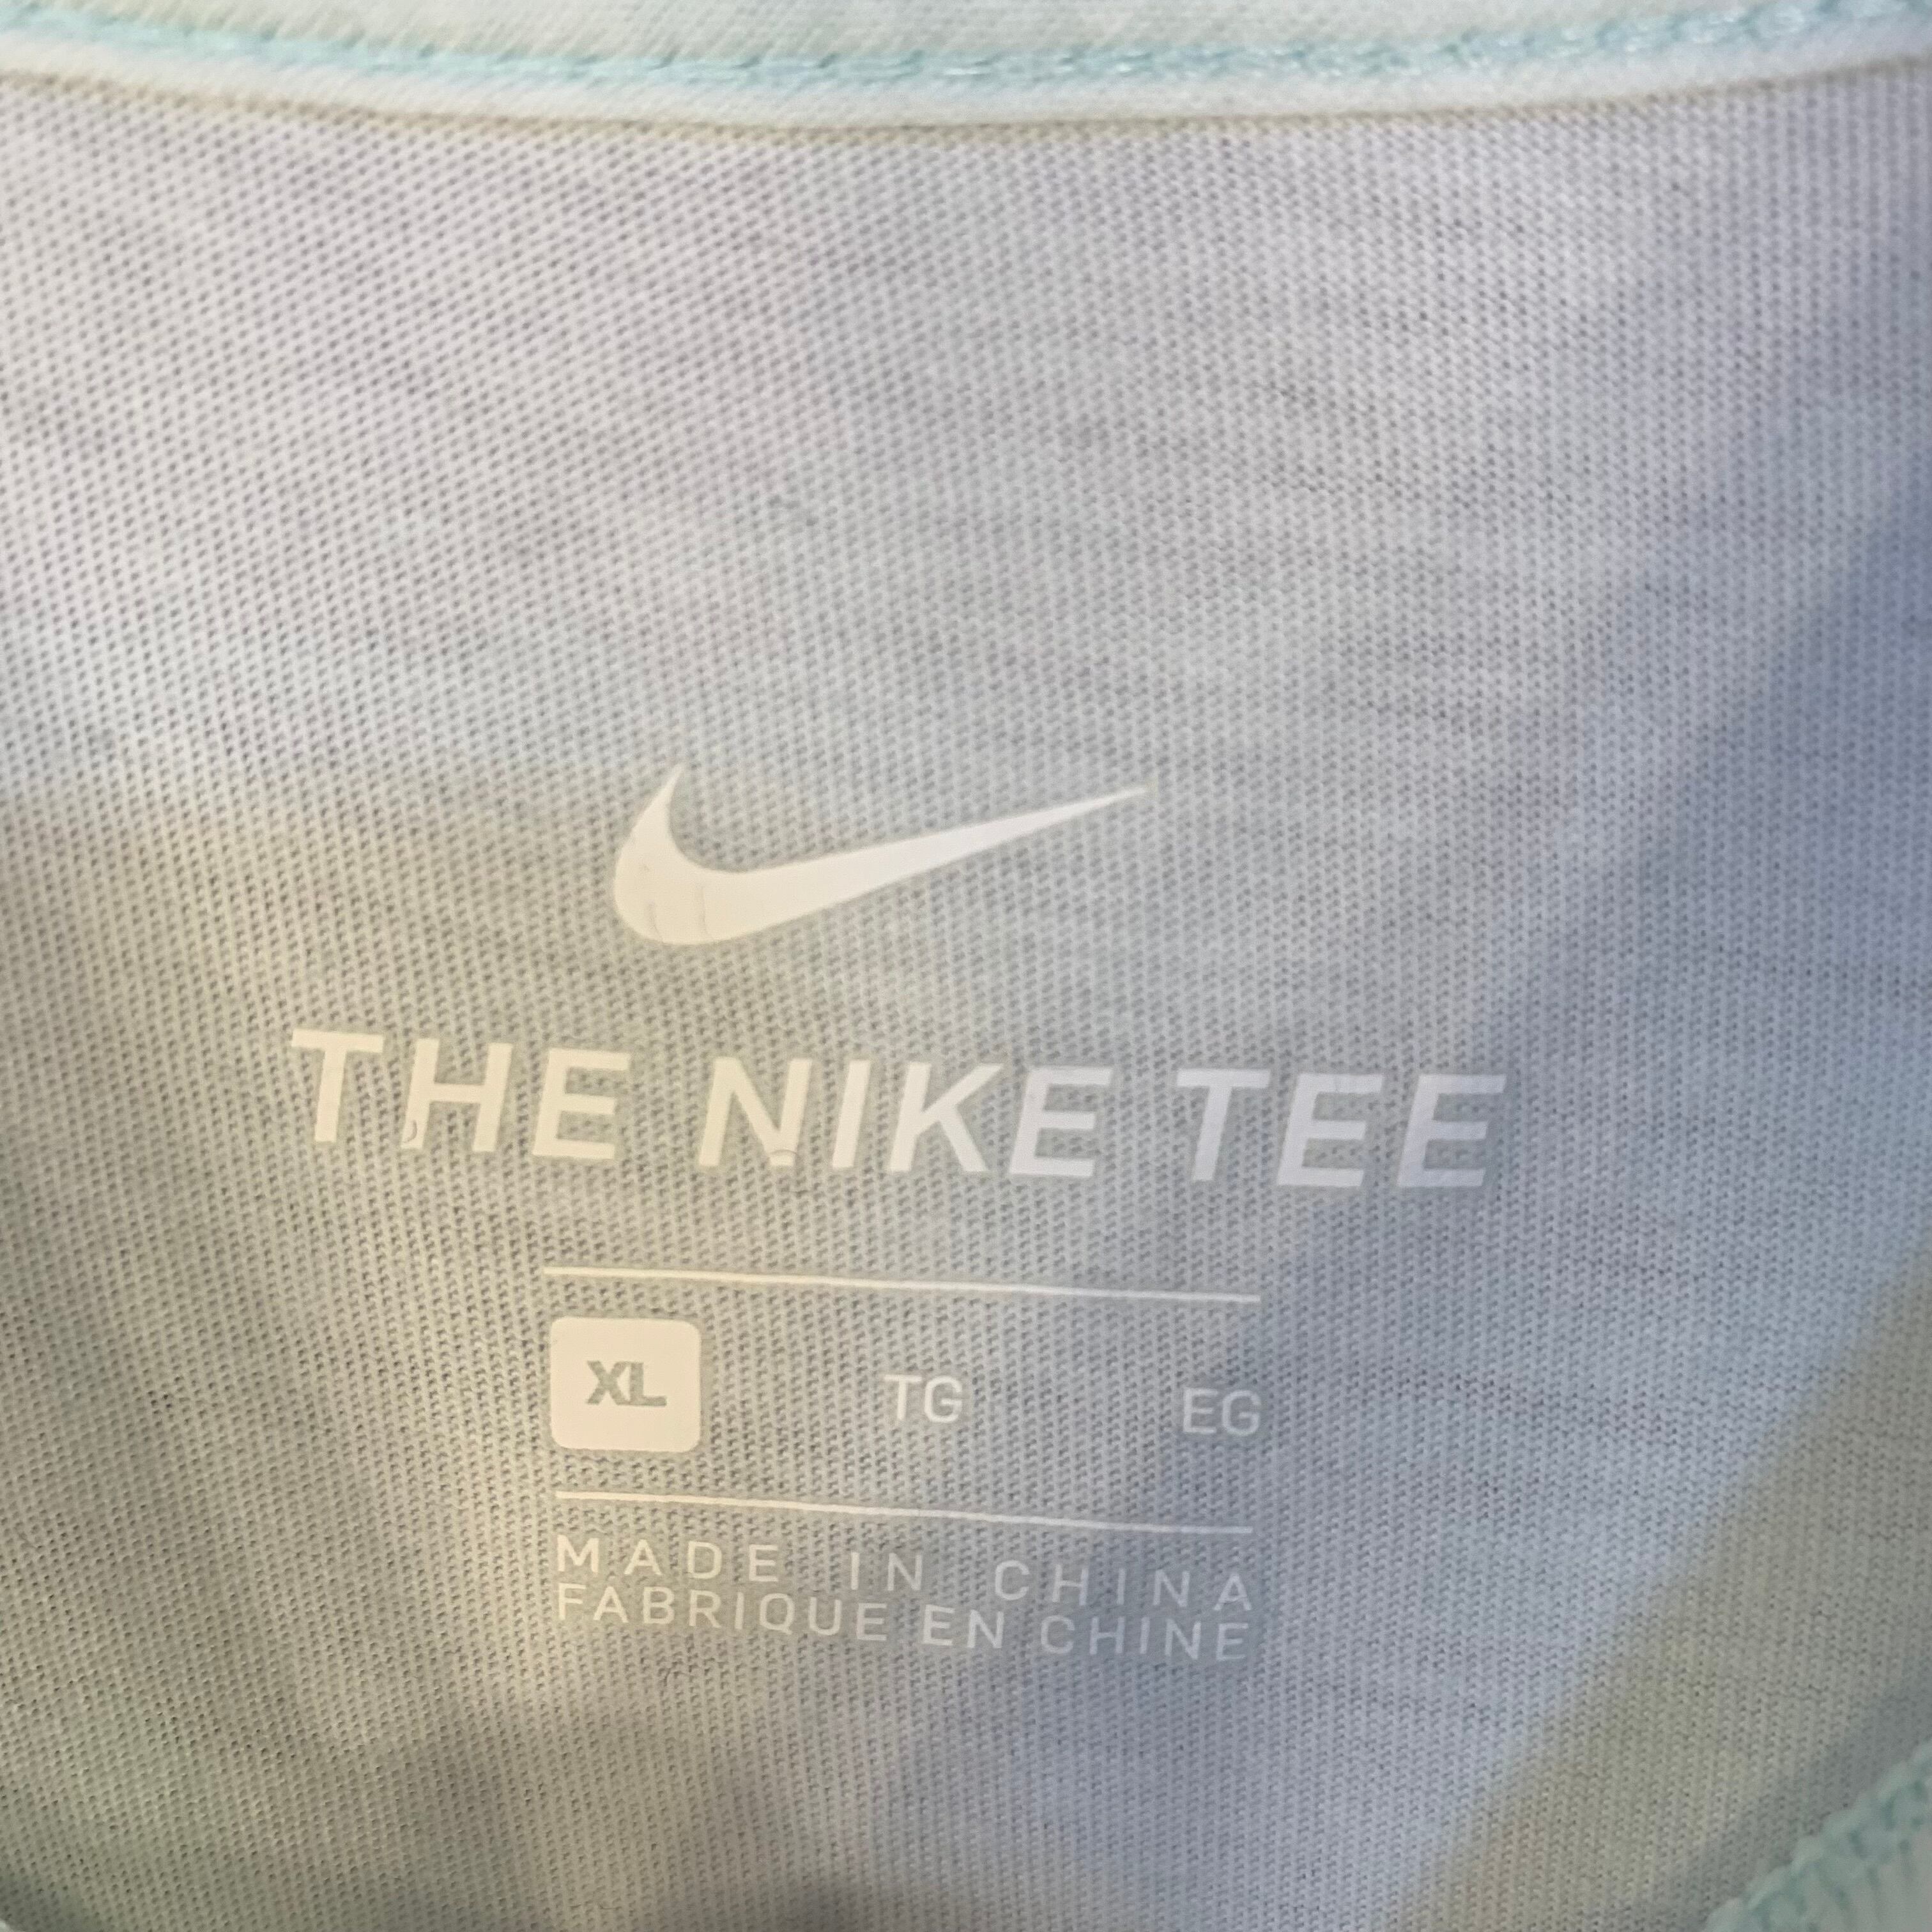 THE NIKE TEE
XL TG EG
MADE IN CHINA
FABRIQUE EN CHINE